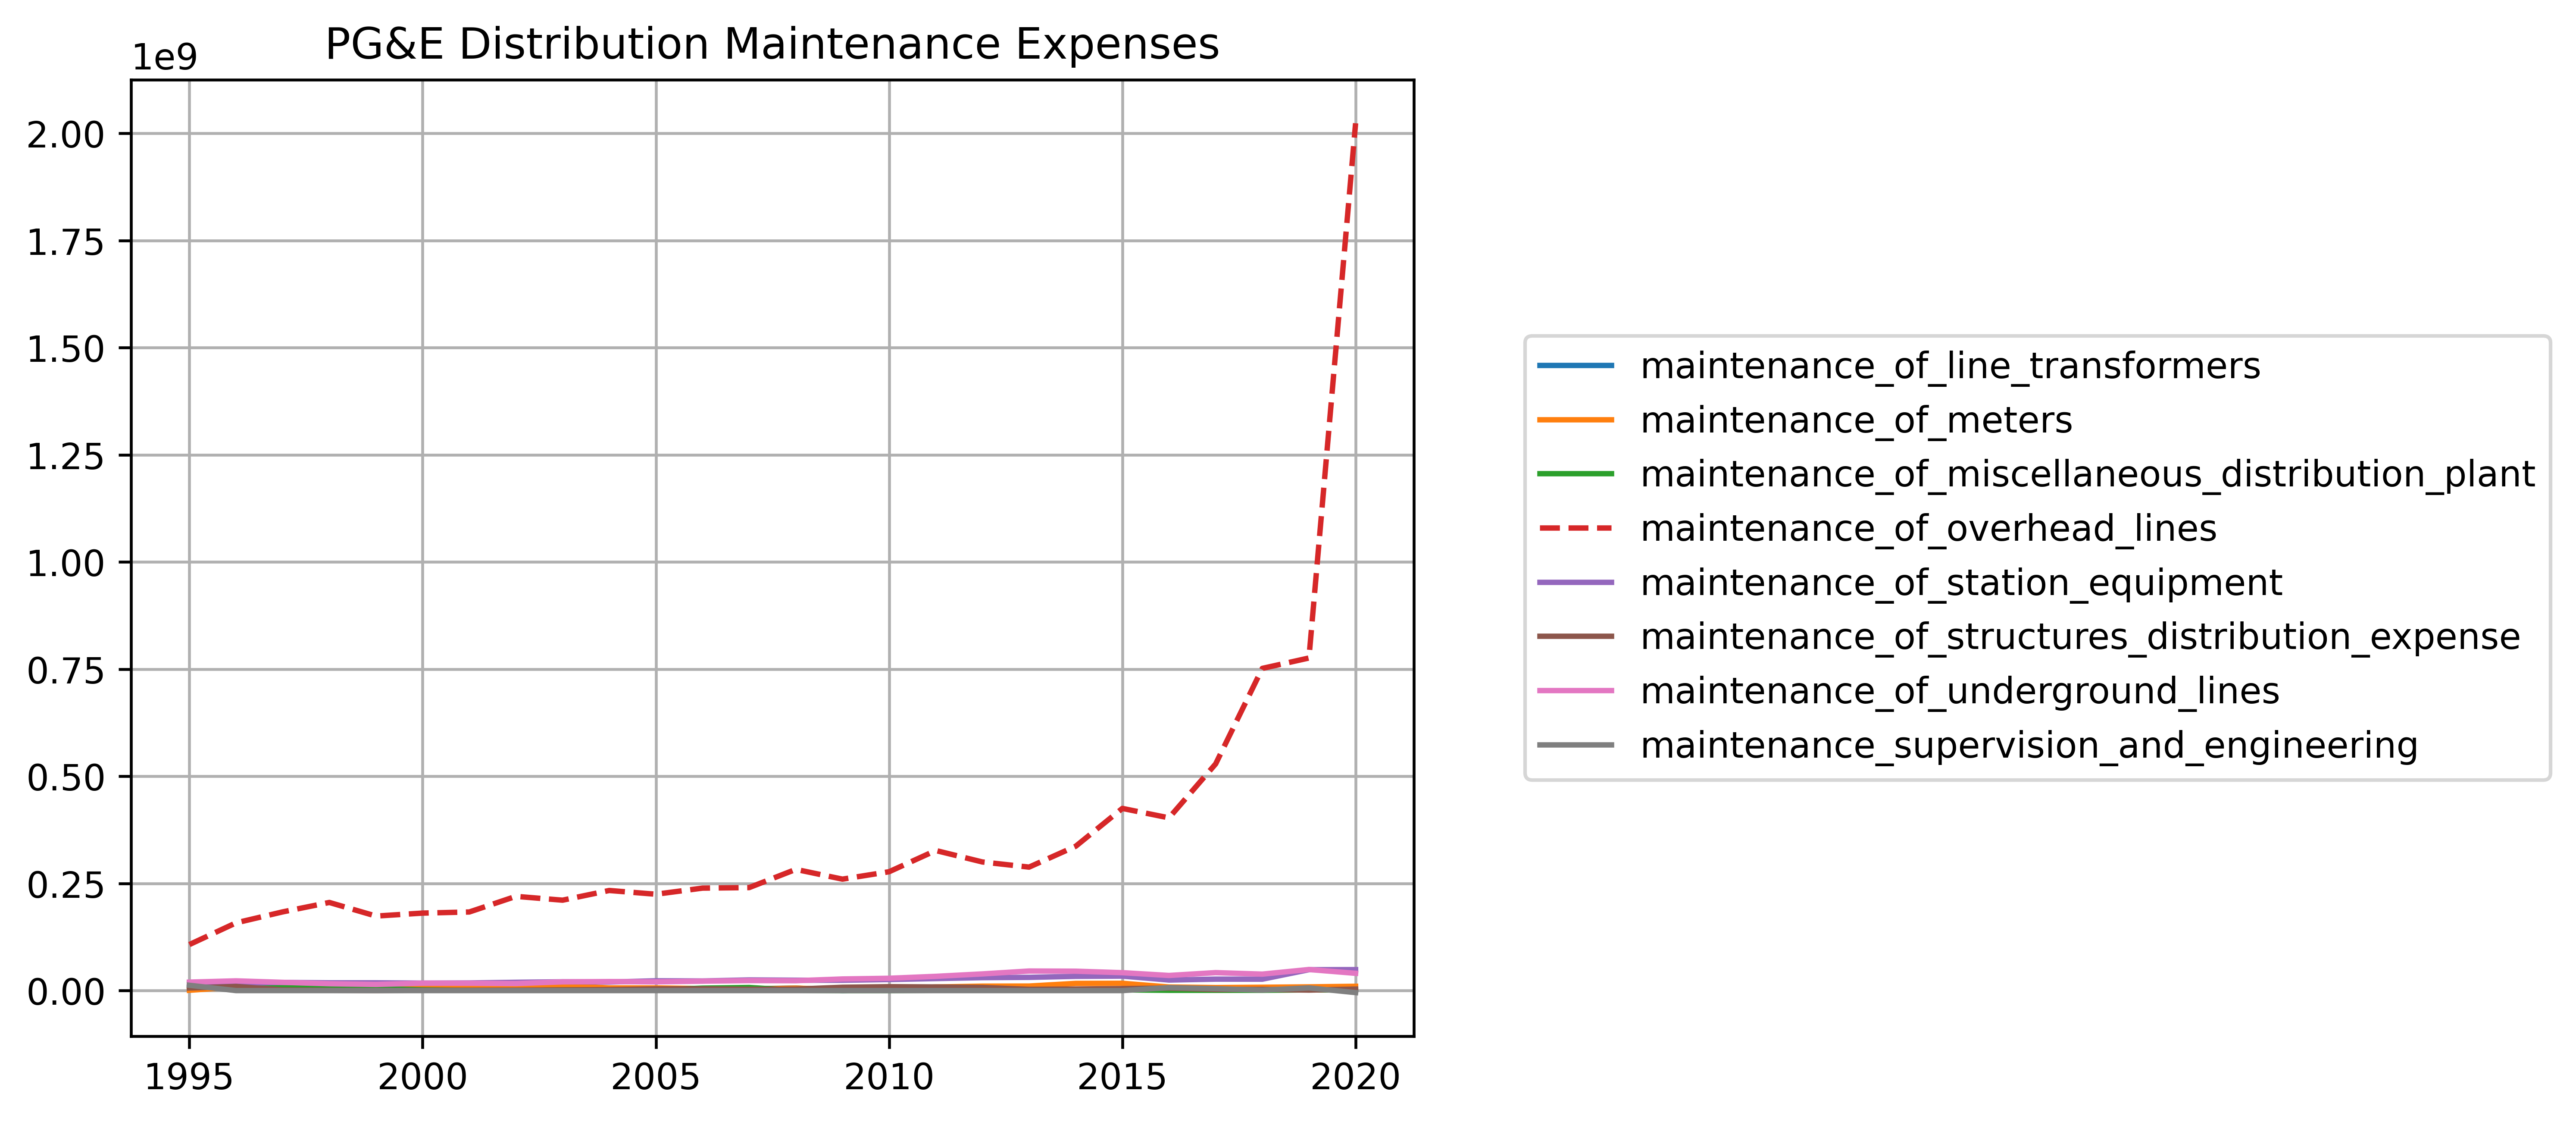 PG&E Distribution Maintenance Expenses
1e9
2.00
1.75
1.50
1.25
1.00
0.75
0.50
0.25
0.00
1995 2000 2005 2010 2015 2020
maintenance_of_line_transformers
maintenance_of_meters
maintenance_of_miscellaneous_distribution_plant
maintenance_of_overhead_lines
maintenance_of_station_equipment
maintenance_of_structures_distribution_expense
maintenance_of_underground_lines
maintenance_supervision_and_engineering